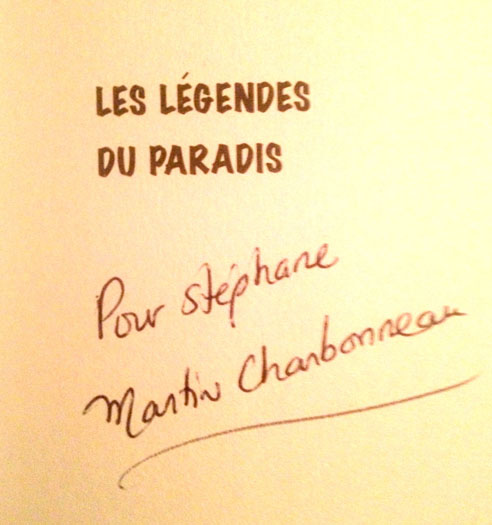 LES LÉGENDES
DU PARADIS
Pour stéphane
Martin Charbonneau